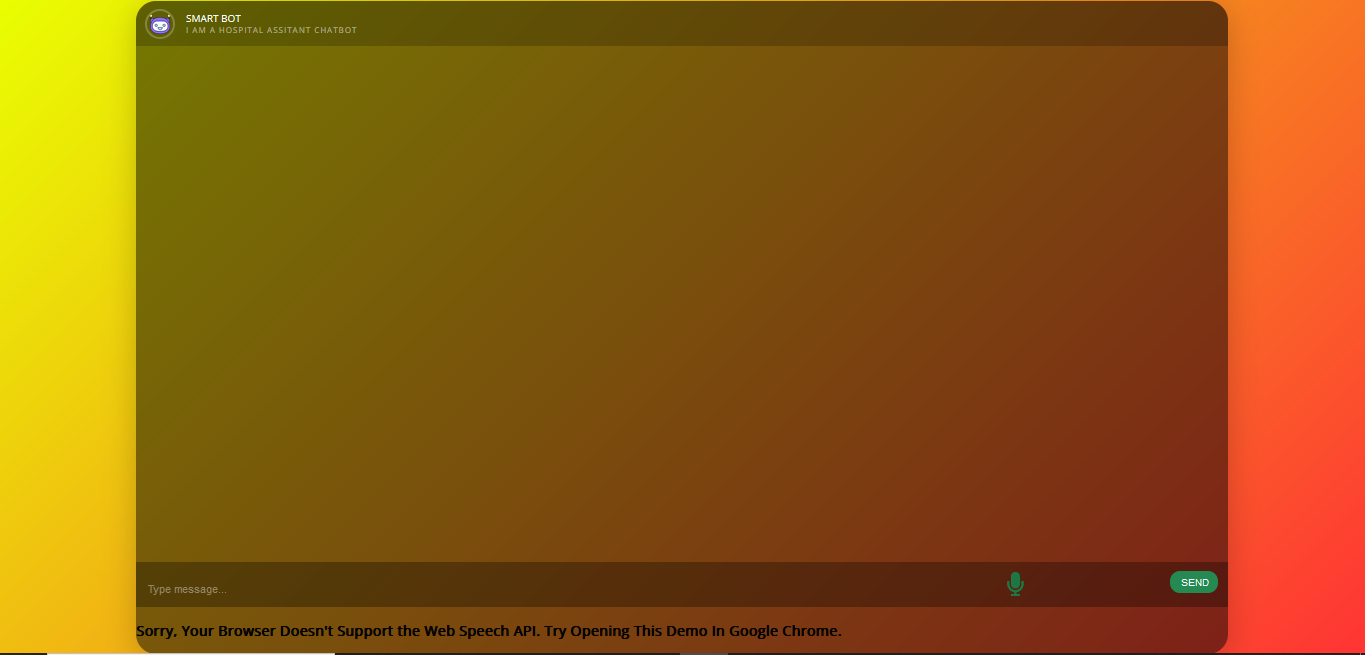 SMART BOT
I AM A HOSPITAL ASSITANT CHATBOT
Type message...
SEND
Sorry, Your Browser Doesn't Support the Web Speech API. Try Opening This Demo In Google Chrome.